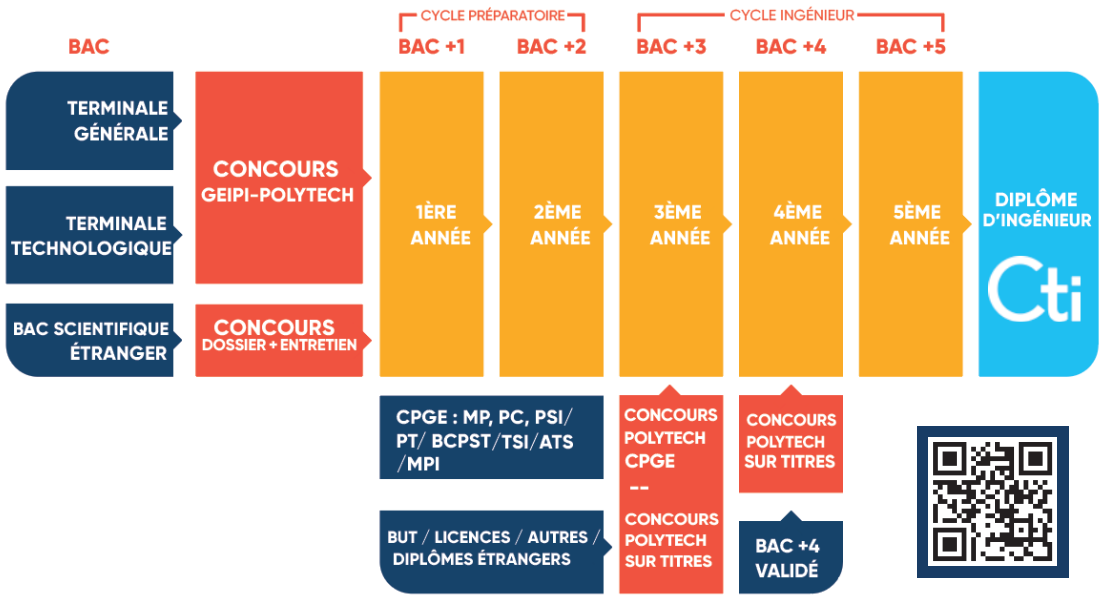 CYCLE PRÉPARATOIRE
CYCLE INGÉNIEUR
BAC
BAC +1
BAC +2
BAC +3
BAC +4
BAC +5
TERMINALE
GÉNÉRALE
TERMINALE
TECHNOLOGIQUE
BAC SCIENTIFIQUE
ÉTRANGER
CONCOURS
GEIPI-POLYTECH
CONCOURS
DOSSIER + ENTRETIEN
1ÈRE
ANNÉE
2ÈME
ANNÉE
3ÈME
ANNÉE
4ÈME
ANNÉE
5ÈME
ANNÉE
DIPLÔME
D'INGÉNIEUR
Cti
CPGE : MP, PC, PSI/
PT/ BCPST/TSI/ATS
/MPI
BUT / LICENCES / AUTRES /
DIPLÔMES ÉTRANGERS
CONCOURS
POLYTECH
CPGE
--
CONCOURS
POLYTECH
SUR TITRES
CONCOURS
POLYTECH
SUR TITRES
BAC +4
VALIDÉ